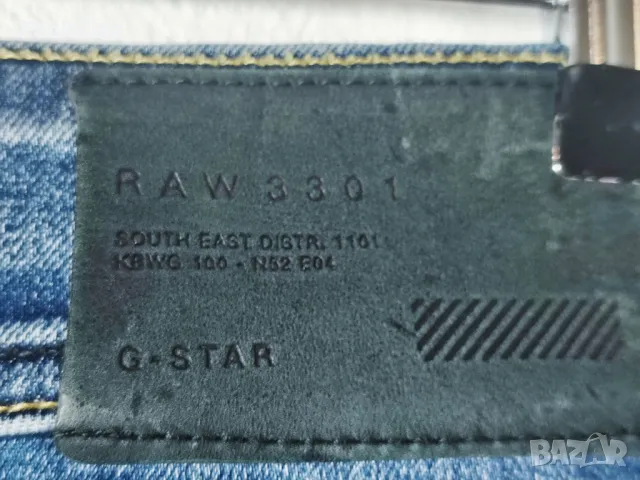 RAW 3301
SOUTH EAST DISTR. 1101
KBWG 100 - N52 E04
G-STAR
BAZAR